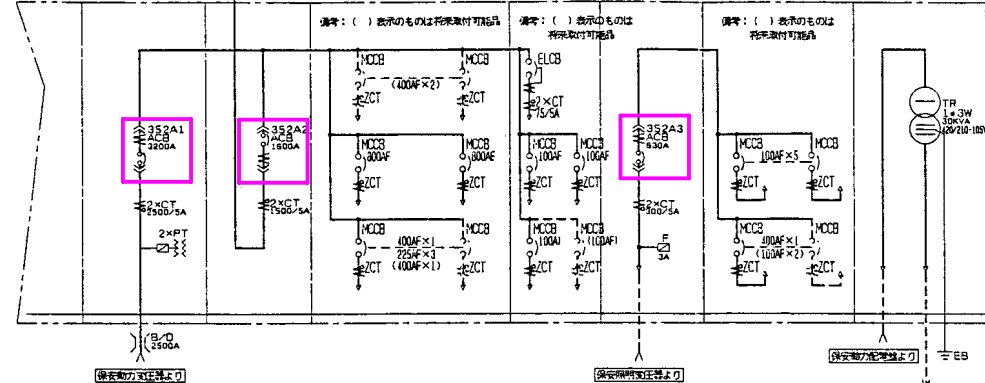 備考：（ ）表示のものは将来取付可能品
備考：（ ）表示のものは
将来取付可能品
備考：（ ）表示のものは
将来取付可能品
MCCB
MCCB
(400AF×2)
ZCT
ZCT
ELCB
2×CT
75/5A
352A1
ACB
3200A
352A2
ACB
1600A
MCCB
800AF
ZCT
MCCB
800AF
ZCT
MCCB
100AF
ZCT
MCCB
100AF
ZCT
352A3
ACB
630A
MCCB
MCCB
100AF×5
ZCT
ZCT
TR
1φ3W
30KVA
420/210-105V
2×CT
2500/5A
2×CT
1500/5A
2×CT
300/5A
2×PT
MCCB
MCCB
400AF×1
225AF×3
(400AF×1)
ZCT
ZCT
MCCB
ZCT
MCCB
(100AF)
ZCT
F
3A
MCCB
MCCB
400AF×1
(100AF×2)
ZCT
ZCT
B/D
2500A
保安動力変圧器より
保安照明変圧器より
保安動力配電盤より
EB